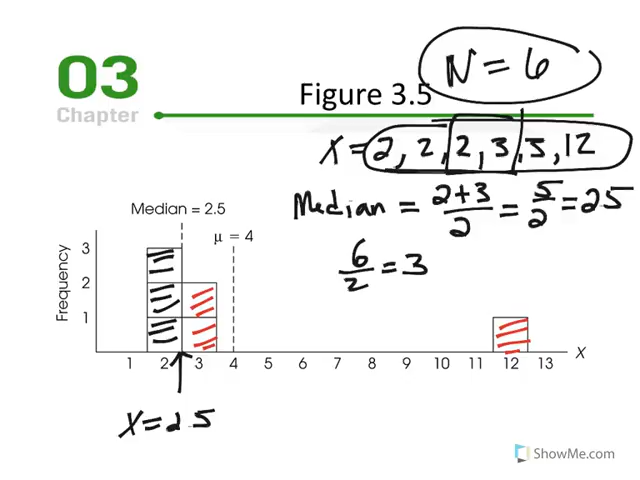 03
Chapter
Figure 3.5
N = 6
X = 2, 2, 2, 3, 3, 12
Median = 2+3/2 = 5/2 = 2.5
6/2 = 3
Median = 2.5
μ = 4
Frequency
3
2
1
1 2 3 4 5 6 7 8 9 10 11 12 13 X
X = 2.5
ShowMe.com